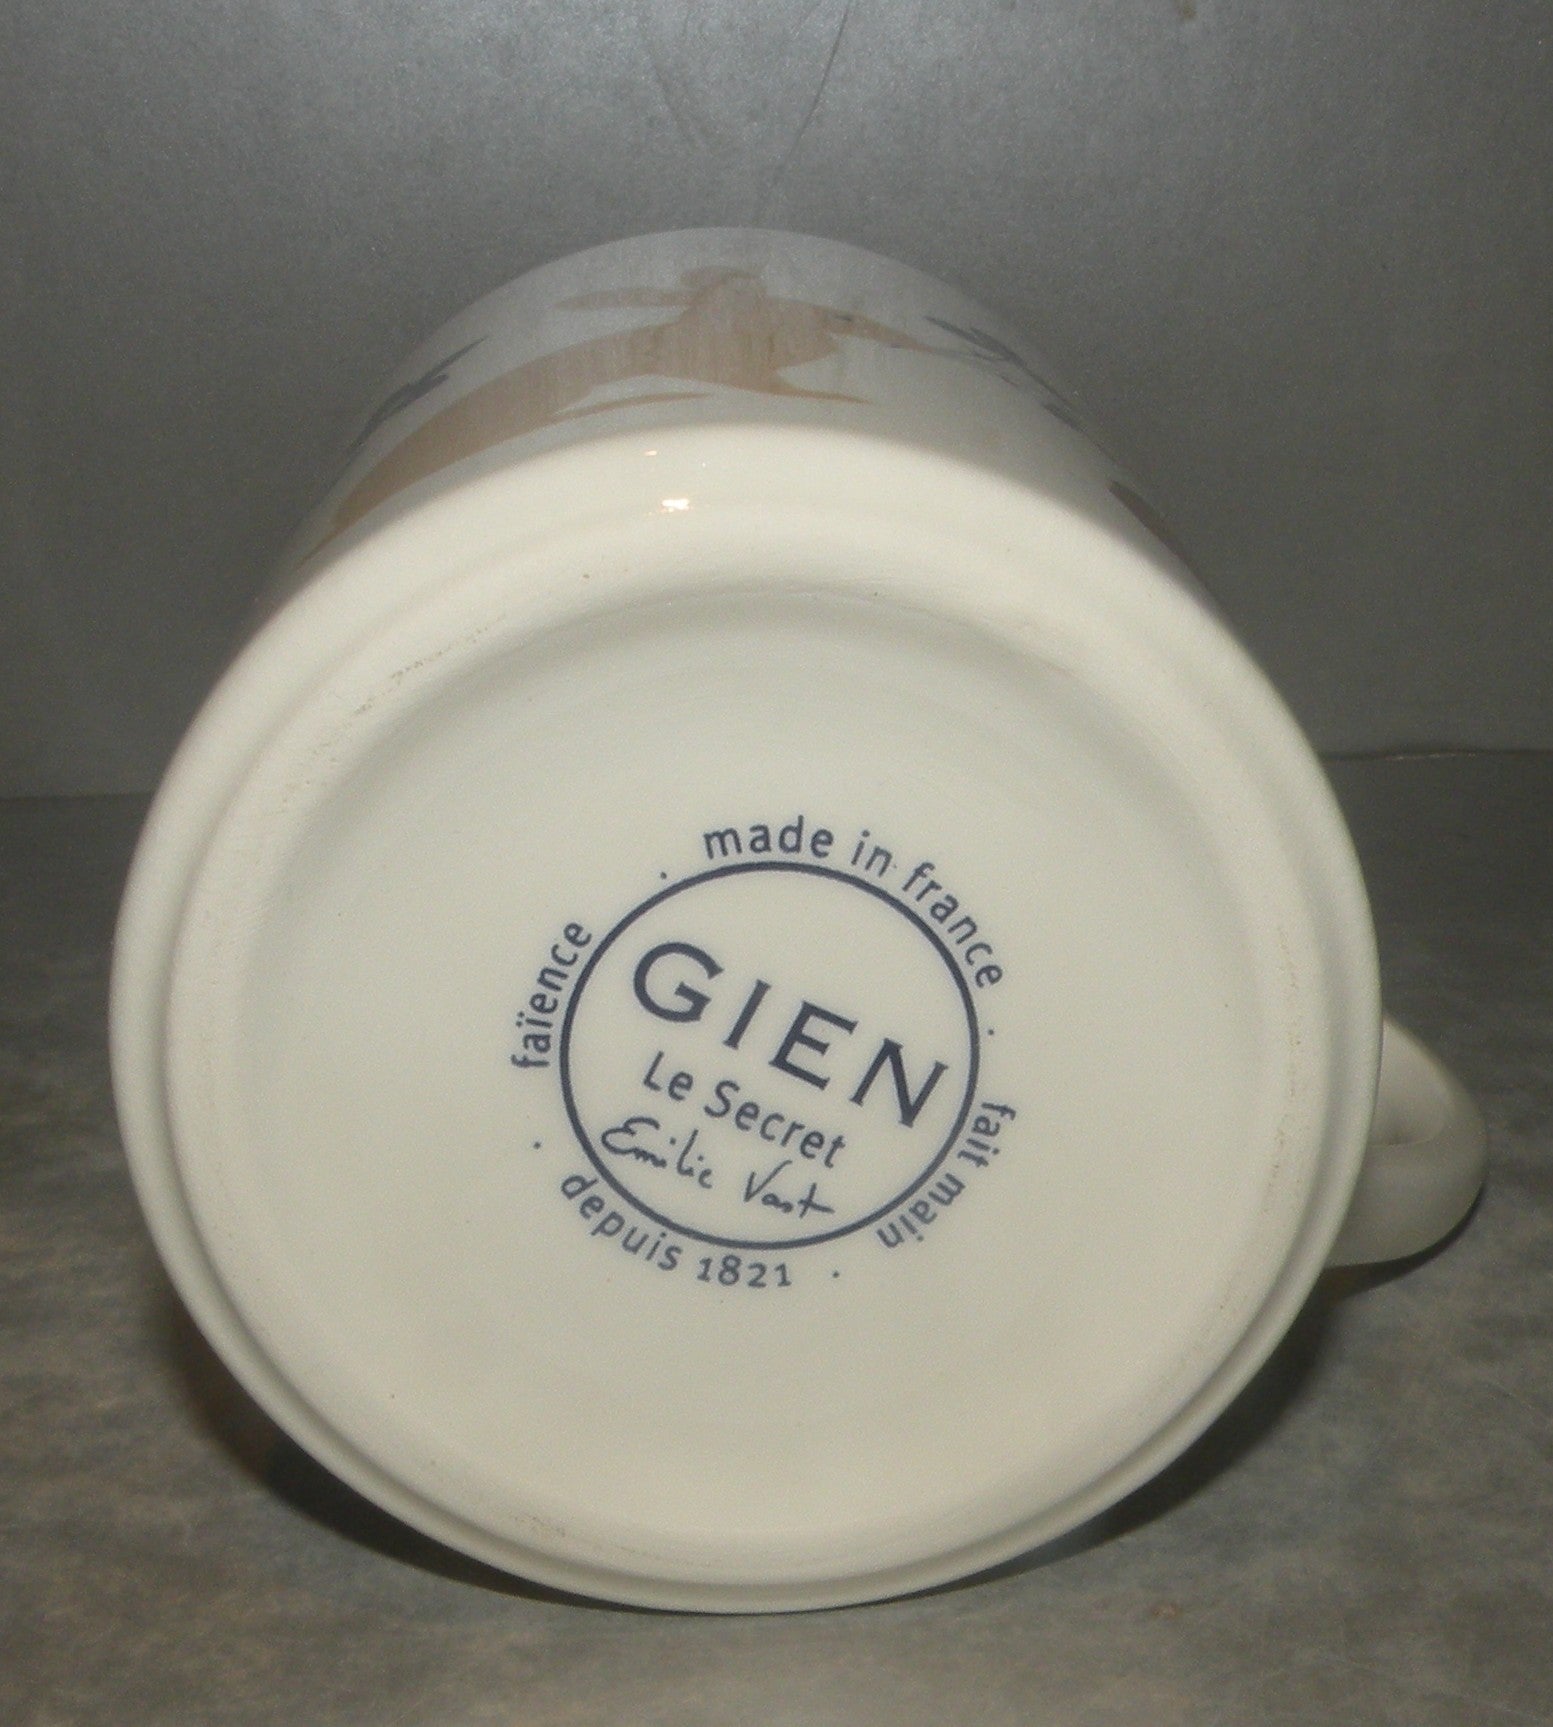 made in france
GIEN
Le Secret
Emilie Vast
fait main
depuis 1821
faïence